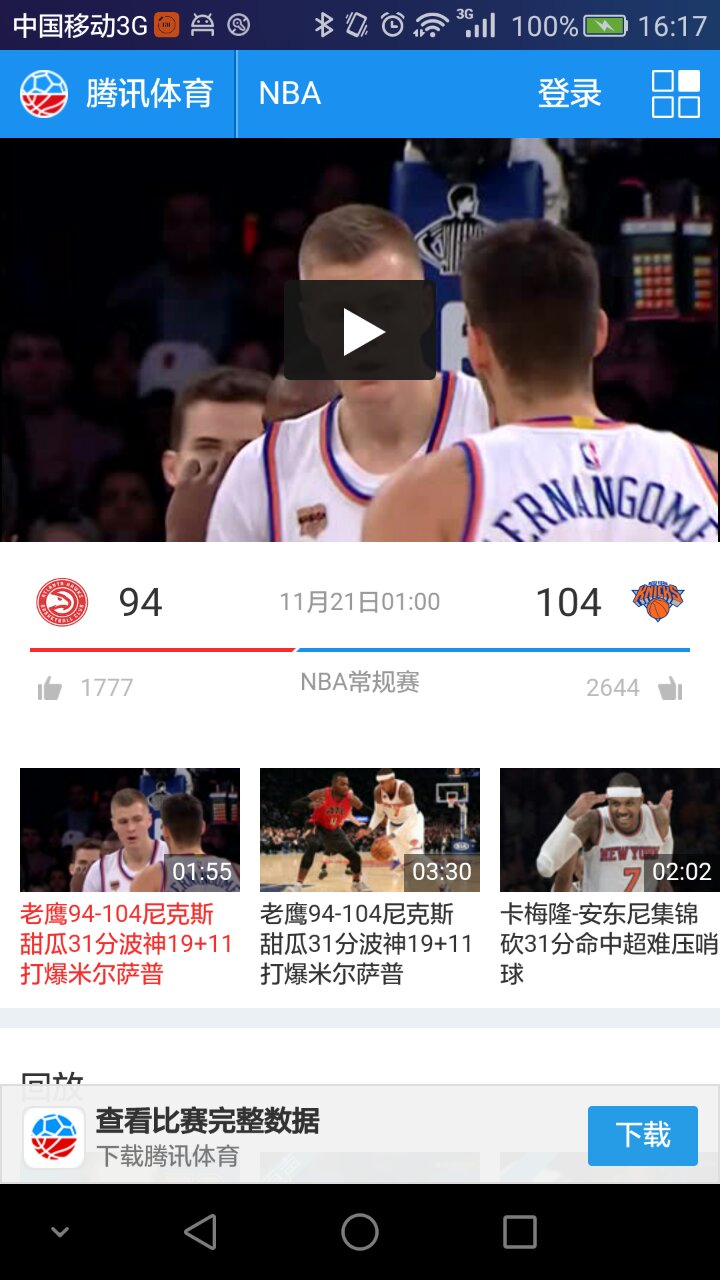 中国移动3G
3G
100%
16:17
腾讯体育
NBA
登录
ERNANGOME
94
11月21日01:00
104
1777
NBA常规赛
2644
01:55
03:30
NEW YORK
7
02:02
老鹰94-104尼克斯
甜瓜31分波神19+11
打爆米尔萨普
老鹰94-104尼克斯
甜瓜31分波神19+11
打爆米尔萨普
卡梅隆-安东尼集锦
砍31分命中超难压哨
球
回放
查看比赛完整数据
下载腾讯体育
下载